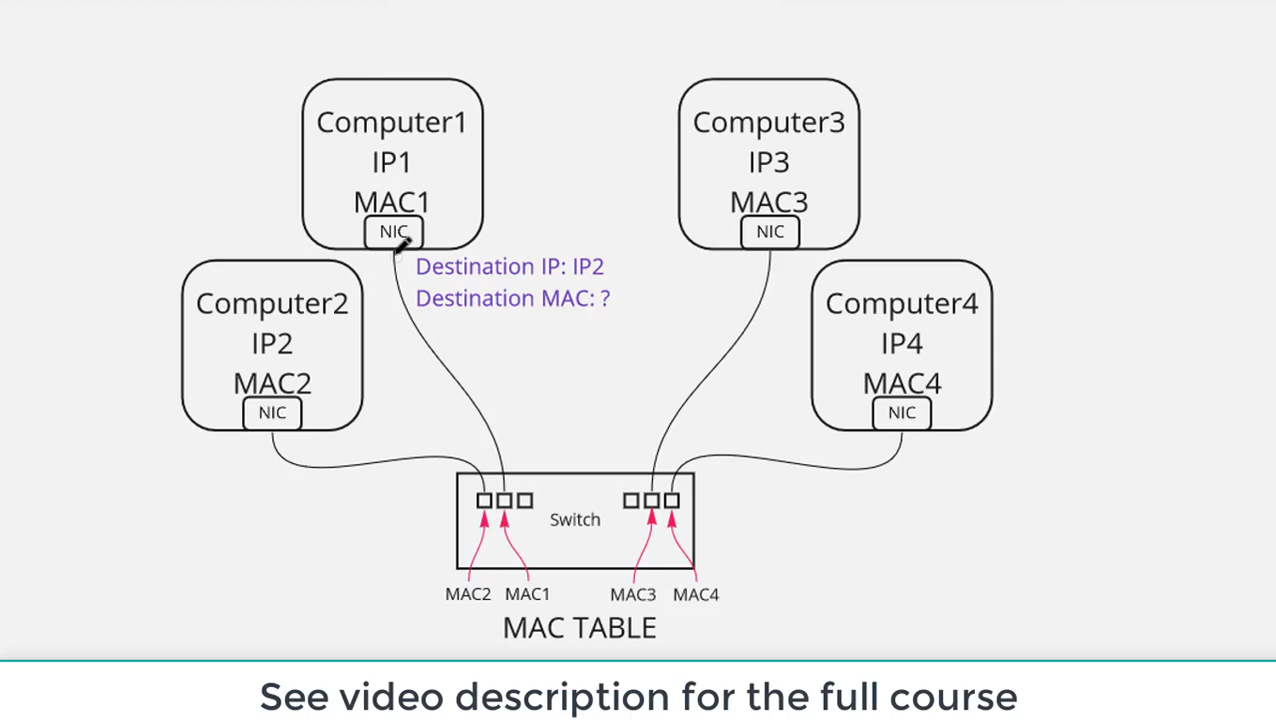 Computer1
IP1
MAC1
NIC
Computer3
IP3
MAC3
NIC
Destination IP: IP2
Destination MAC: ?
Computer2
IP2
MAC2
NIC
Computer4
IP4
MAC4
NIC
Switch
MAC2
MAC1
MAC3
MAC4
MAC TABLE
See video description for the full course